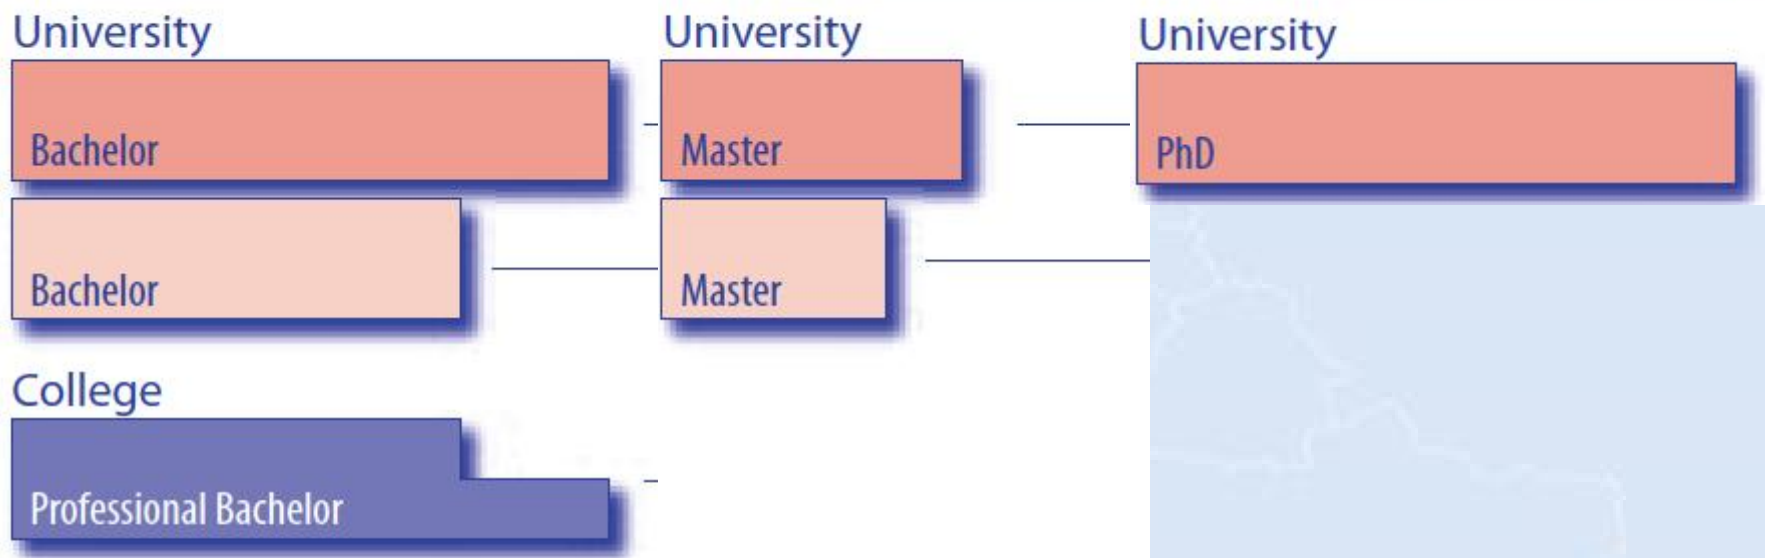 University
University
University
Bachelor
Master
PhD
Bachelor
Master
College
Professional Bachelor